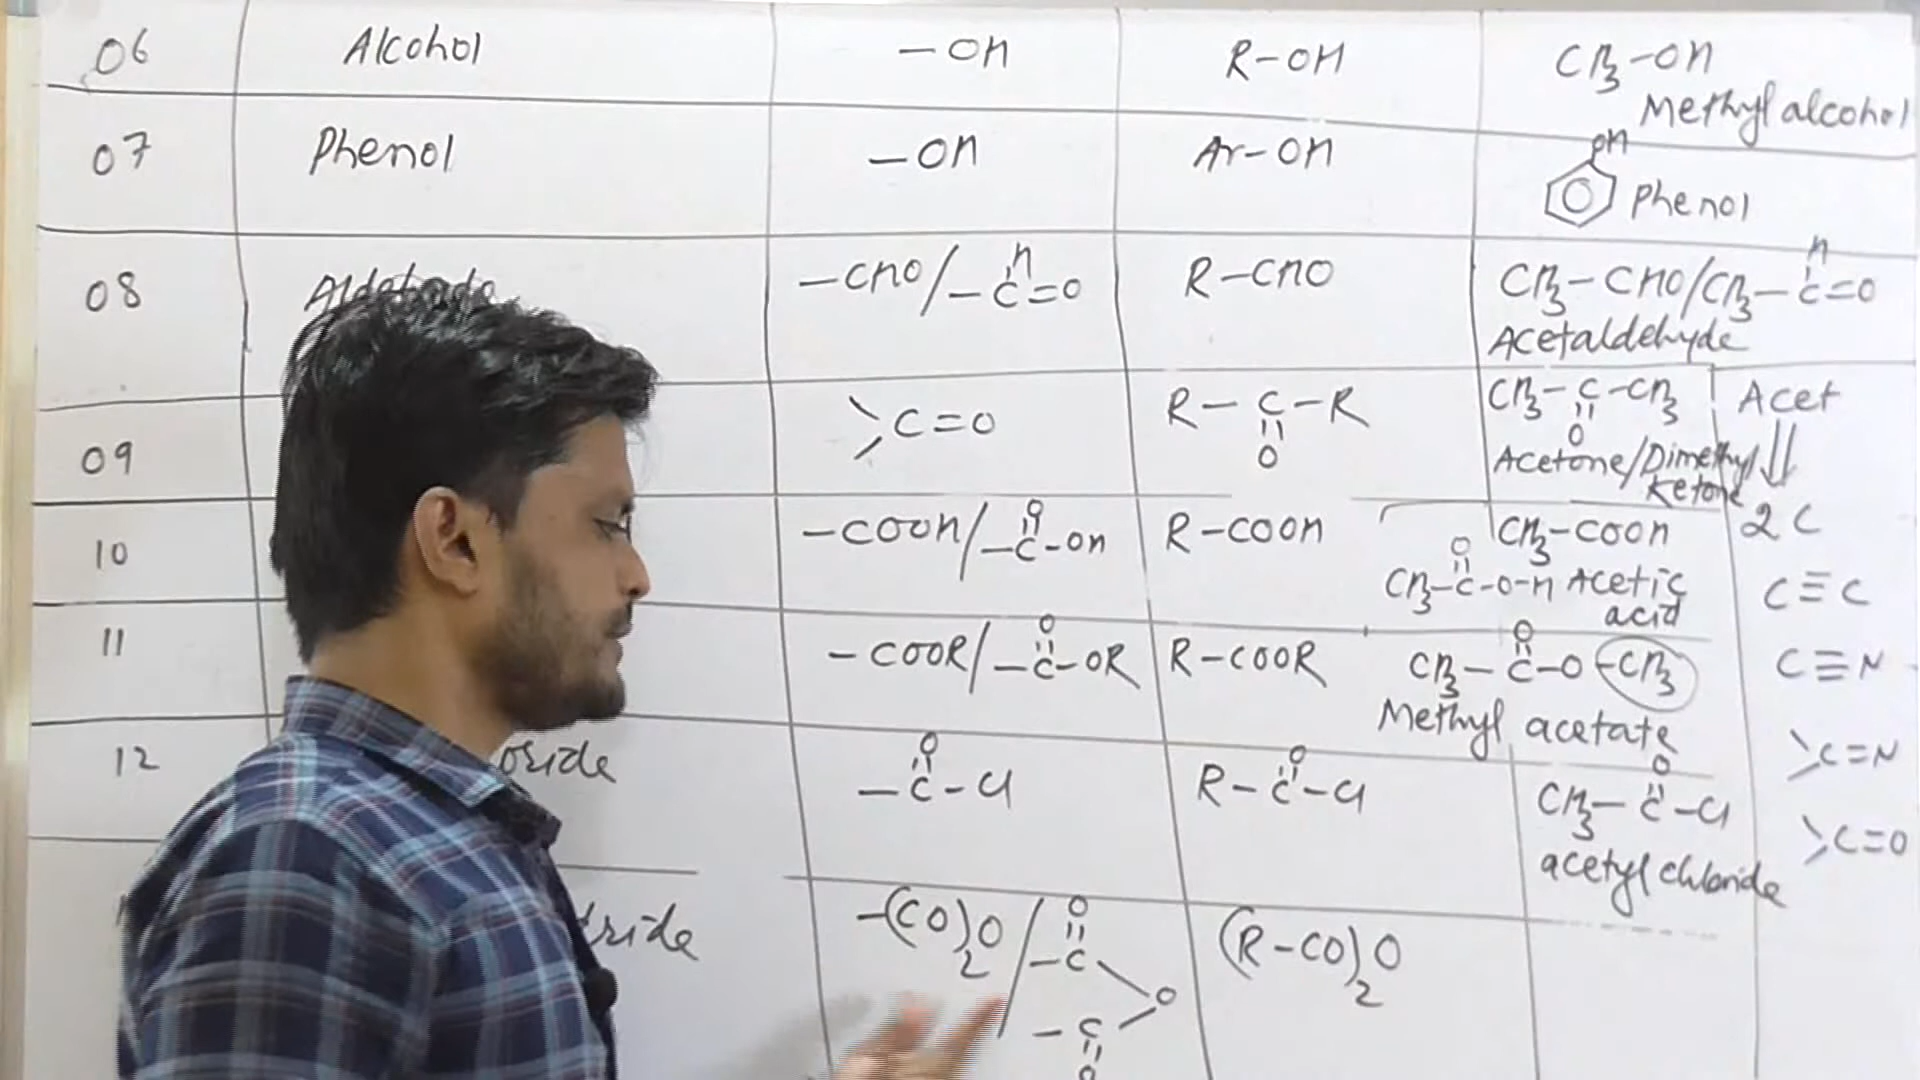 06 Alcohol –OH R–OH CH3–OH
Methyl alcohol
07 Phenol –OH Ar–OH OH
Phenol
08 Aldehyde –CHO/ –C=O R–CHO CH3–CHO/CH3–C=O
H H
Acetaldehyde
09 >C=O R–C–R CH3–C–CH3
O O
Acetone/Dimethyl
Ketone
Acet
⇓
2C
C≡C
C≡N
>C=N
>C=O
10 –COOH/ –C–OH R–COOH CH3–COOH
O O
CH3–C–O–H Acetic
acid
11 –COOR/ –C–OR R–COOR CH3–C–O–CH3
O O
Methyl acetate
12 oride –C–Cl R–C–Cl CH3–C–Cl
O O O
acetyl chloride
dride –(CO)2O/ –C O (R–CO)2O
O
–C
O